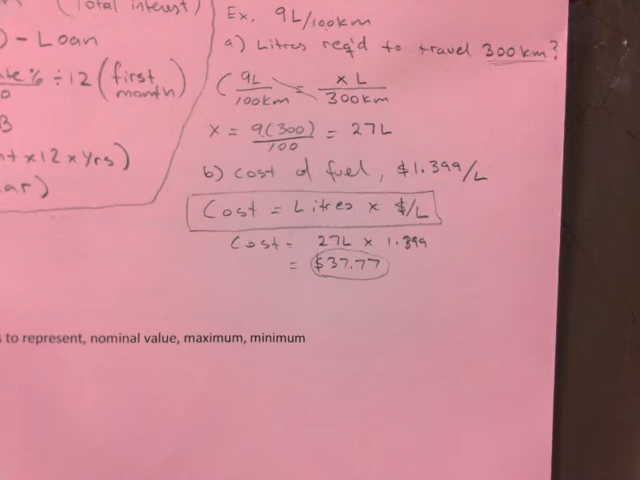 (Total interest)
- Loan
ate % ÷ 12 (first month)
B
nt x 12 x Yrs)
ar)
Ex. 9L/100km
a) Litres req'd to travel 300km?
(9L/100km = x L/300km
x = 9(300)/100 = 27L
b) Cost of fuel, $1.399/L
Cost = Litres x $/L
Cost = 27L x 1.399
= $37.77
to represent, nominal value, maximum, minimum